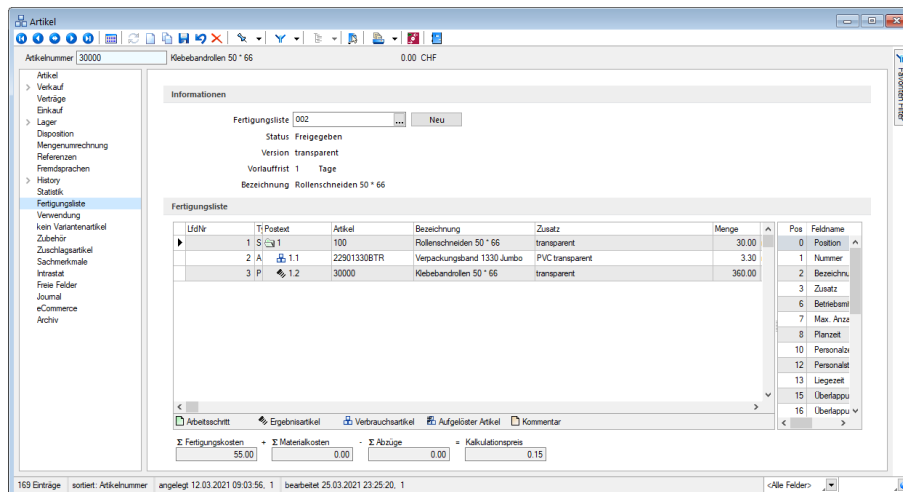 Artikel
Artikelnummer 30000 Klebebandrollen 50 * 66 0.00 CHF
Artikel
Verkauf
Verträge
Einkauf
Lager
Disposition
Mengenumrechnung
Referenzen
Fremdsprachen
History
Statistik
Fertigungsliste
Verwendung
kein Variantenartikel
Zubehör
Zuschlagsartikel
Sachmerkmale
Intrastat
Freie Felder
Journal
eCommerce
Archiv
Informationen
Fertigungsliste 002 ... Neu
Status Freigegeben
Version transparent
Vorlauffrist 1 Tage
Bezeichnung Rollenschneiden 50 * 66
Fertigungsliste
LfdNr Postext Artikel Bezeichnung Zusatz Menge
1 S 1 100 Rollenschneiden 50 * 66 transparent 30.00
2 A 1.1 22901330BTR Verpackungsband 1330 Jumbo PVC transparent 3.30
3 P 1.2 30000 Klebebandrollen 50 * 66 transparent 360.00
Pos Feldname
0 Position
1 Nummer
2 Bezeichnu
3 Zusatz
6 Betriebsmit
7 Max. Anza
8 Planzeit
10 Personalze
12 Personalst
13 Liegezeit
15 Überlappu
16 Überlappu
Arbeitsschritt Ergebnisartikel Verbrauchsartikel Aufgelöster Artikel Kommentar
Σ Fertigungskosten + Σ Materialkosten - Σ Abzüge = Kalkulationspreis
55.00 0.00 0.00 0.15
169 Einträge sortiert: Artikelnummer angelegt 12.03.2021 09:03:56, 1 bearbeitet 25.03.2021 23:25:20, 1 <Alle Felder>
Favoriten Filter